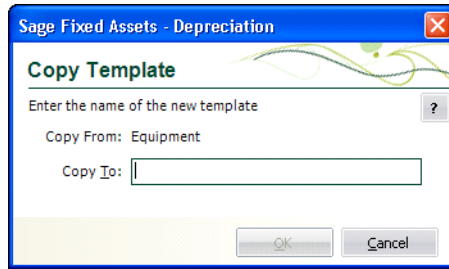 Sage Fixed Assets - Depreciation
Copy Template
Enter the name of the new template
?
Copy From: Equipment
Copy To:
OK Cancel